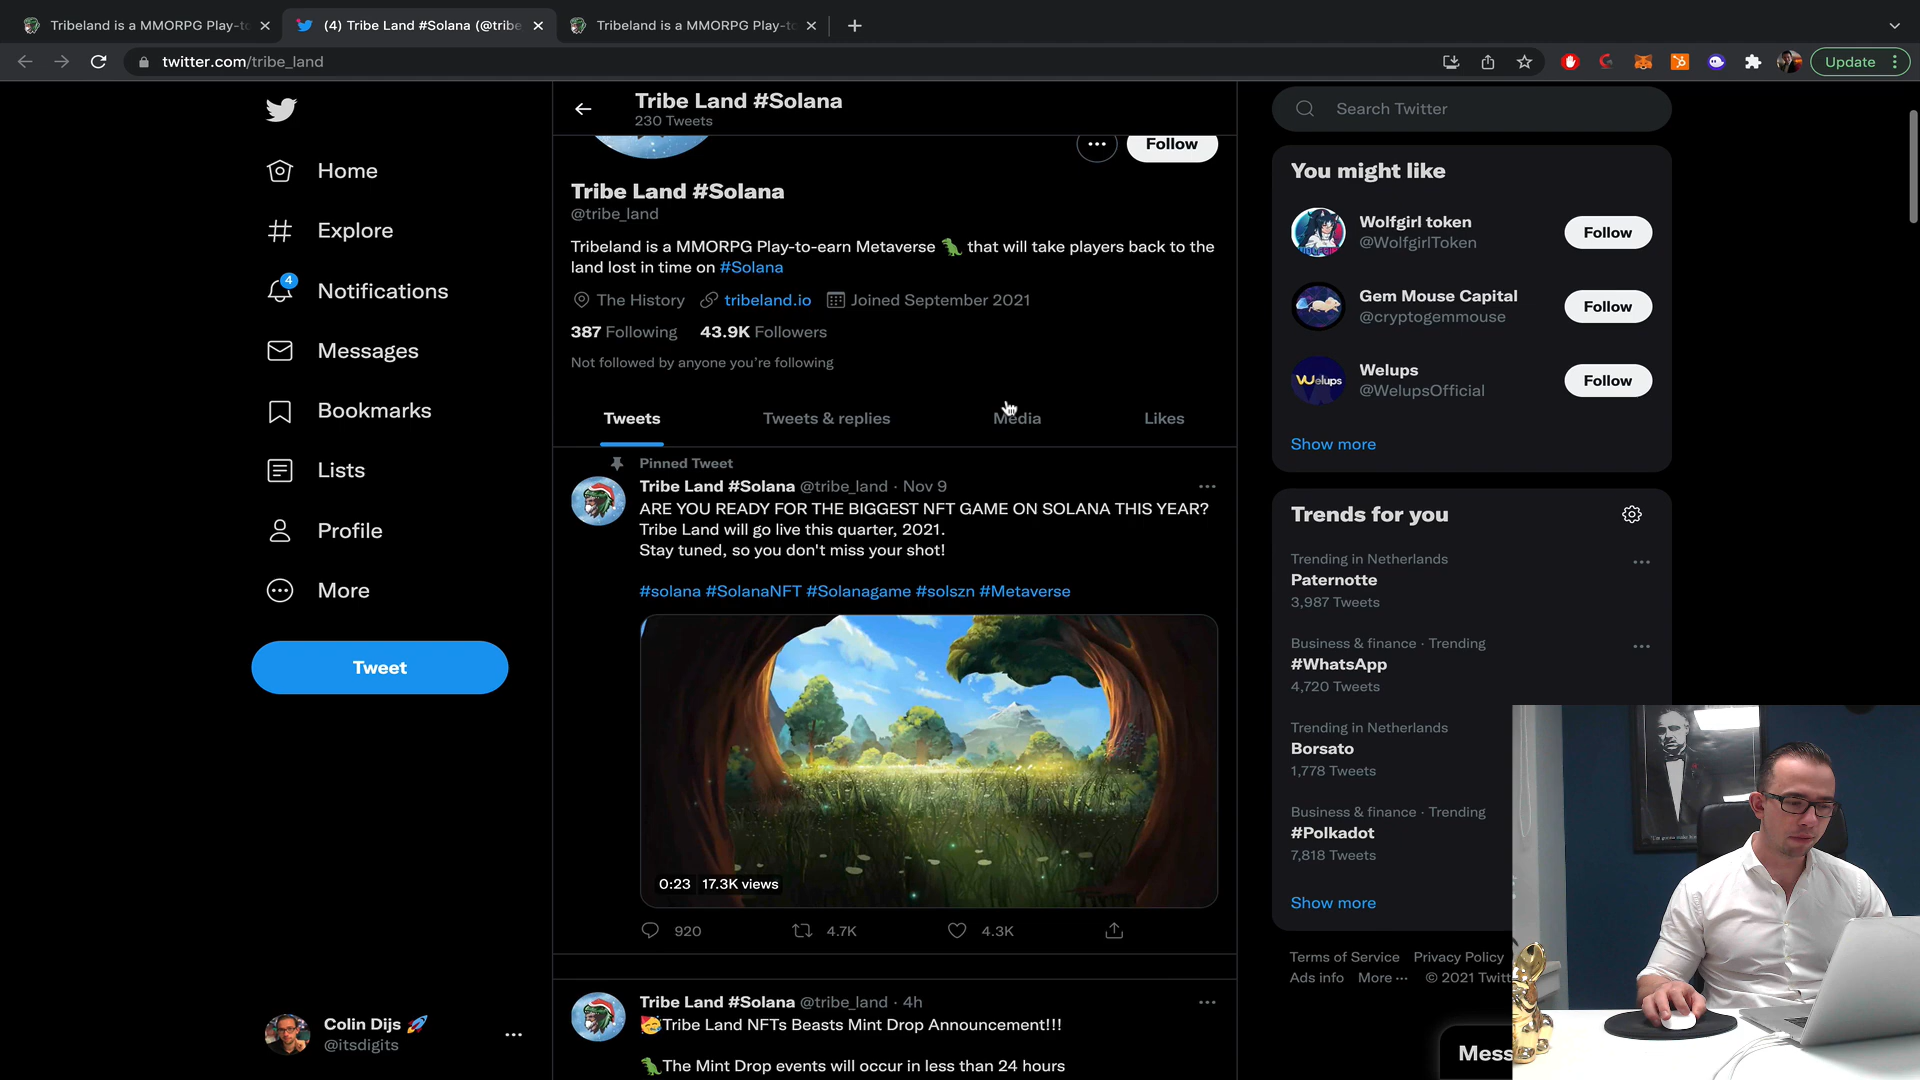 Tribeland is a MMORPG Play-to
(4) Tribe Land #Solana (@tribe
Tribeland is a MMORPG Play-to
twitter.com/tribe_land
Update
Tribe Land #Solana
230 Tweets
Follow
Tribe Land #Solana
@tribe_land
Tribeland is a MMORPG Play-to-earn Metaverse 🦖 that will take players back to the
land lost in time on #Solana
The History tribeland.io Joined September 2021
387 Following 43.9K Followers
Not followed by anyone you're following
Tweets Tweets & replies Media Likes
Pinned Tweet
Tribe Land #Solana @tribe_land · Nov 9
ARE YOU READY FOR THE BIGGEST NFT GAME ON SOLANA THIS YEAR?
Tribe Land will go live this quarter, 2021.
Stay tuned, so you don't miss your shot!
#solana #SolanaNFT #Solanagame #solszn #Metaverse
0:23 17.3K views
920 4.7K 4.3K
Tribe Land #Solana @tribe_land · 4h
🥳Tribe Land NFTs Beasts Mint Drop Announcement!!!
🦖The Mint Drop events will occur in less than 24 hours
Home
Explore
4
Notifications
Messages
Bookmarks
Lists
Profile
More
Tweet
Colin Dijs 🚀
@itsdigits
Search Twitter
You might like
Wolfgirl token
@WolfgirlToken
Follow
Gem Mouse Capital
@cryptogemmouse
Follow
Welups
Welups
@WelupsOfficial
Follow
Show more
Trends for you
Trending in Netherlands
Paternotte
3,987 Tweets
Business & finance · Trending
#WhatsApp
4,720 Tweets
Trending in Netherlands
Borsato
1,778 Tweets
Business & finance · Trending
#Polkadot
7,818 Tweets
Show more
Terms of Service Privacy Policy
Ads info More ··· © 2021 Twitt
Mess